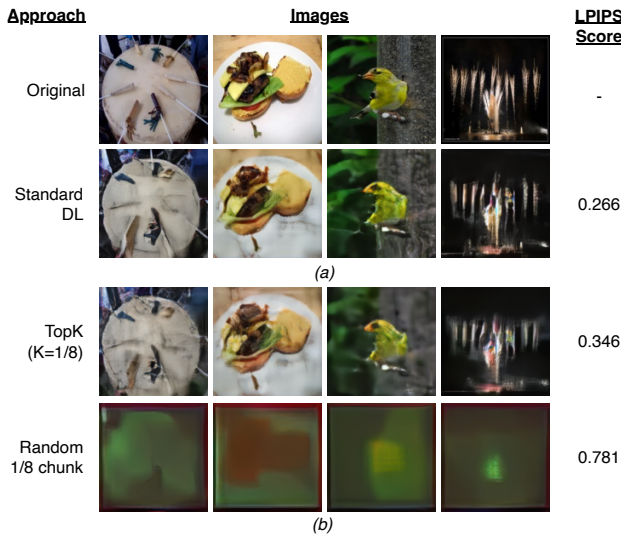 Approach Images LPIPS
Score
Original -
Standard
DL 0.266
(a)
TopK
(K=1/8) 0.346
Random
1/8 chunk 0.781
(b)